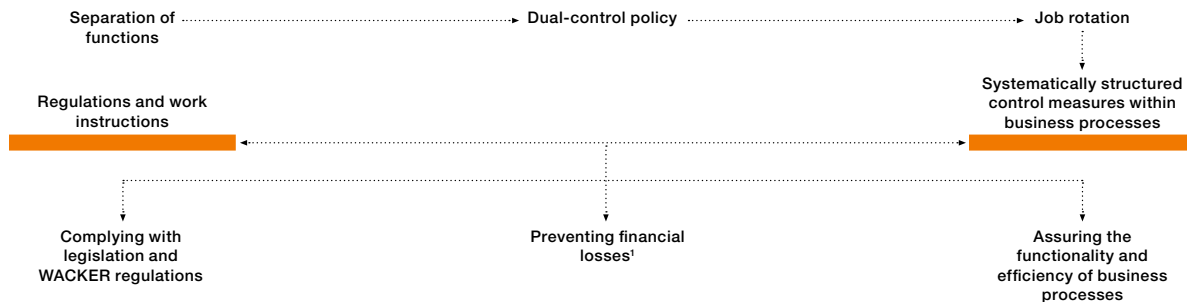 Separation of
functions
Dual-control policy
Job rotation
Regulations and work
instructions
Systematically structured
control measures within
business processes
Complying with
legislation and
WACKER regulations
Preventing financial
losses¹
Assuring the
functionality and
efficiency of business
processes